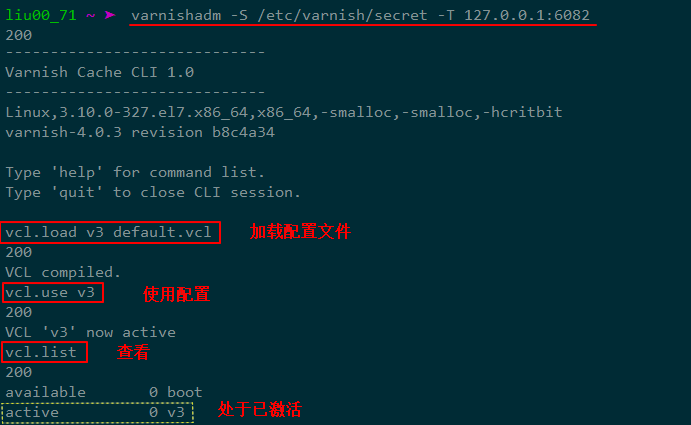 liu00_71 ~ ➤ varnishadm -S /etc/varnish/secret -T 127.0.0.1:6082
200
-----------------------------
Varnish Cache CLI 1.0
-----------------------------
Linux,3.10.0-327.el7.x86_64,x86_64,-smalloc,-smalloc,-hcritbit
varnish-4.0.3 revision b8c4a34
Type 'help' for command list.
Type 'quit' to close CLI session.
vcl.load v3 default.vcl 加载配置文件
200
VCL compiled.
vcl.use v3 使用配置
200
VCL 'v3' now active
vcl.list 查看
200
available       0 boot
active          0 v3 处于已激活